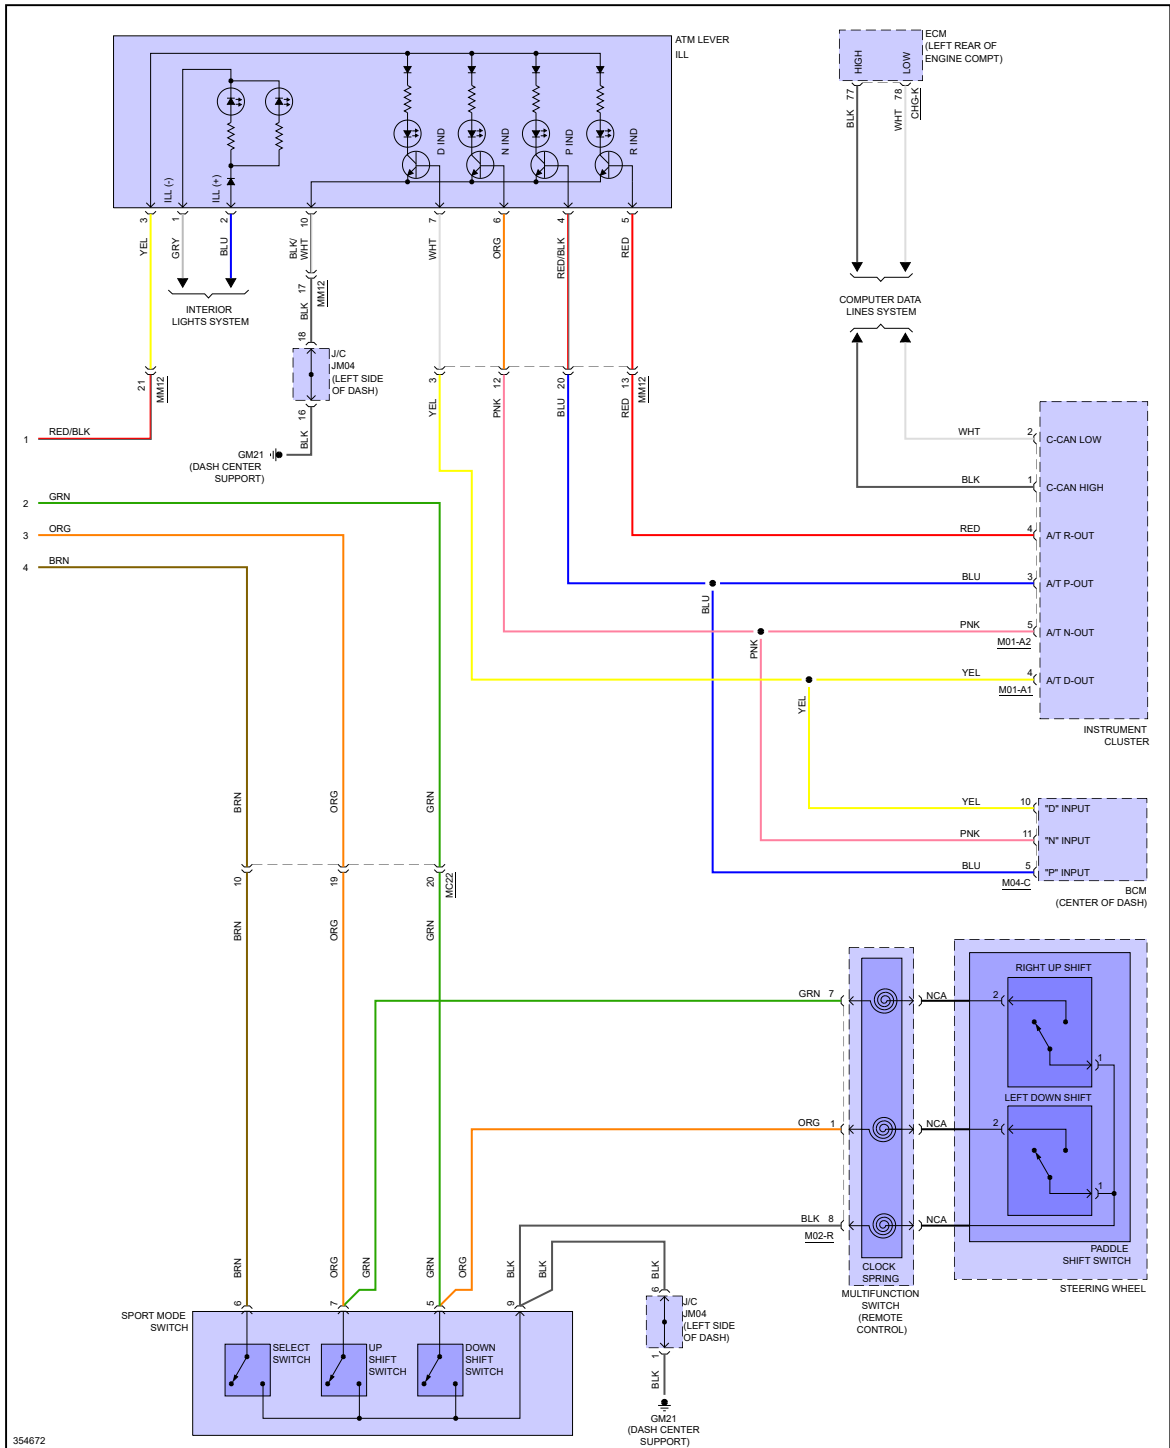 ATM LEVER
ILL
ECM
(LEFT REAR OF
ENGINE COMPT)
HIGH
LOW
77
78
BLK
WHT
CHG-K
D IND
N IND
P IND
R IND
ILL (-)
ILL (+)
3
1
2
10
7
6
4
5
YEL
GRY
BLU
BLK/
WHT
WHT
ORG
RED/BLK
RED
INTERIOR
LIGHTS SYSTEM
17
MM12
BLK
18
J/C
JM04
(LEFT SIDE
OF DASH)
16
BLK
GM21
(DASH CENTER
SUPPORT)
COMPUTER DATA
LINES SYSTEM
21
MM12
3
12
20
13
MM12
YEL
PNK
BLU
RED
1
RED/BLK
2
GRN
3
ORG
4
BRN
WHT
2
C-CAN LOW
BLK
1
C-CAN HIGH
RED
4
A/T R-OUT
BLU
3
A/T P-OUT
PNK
5
A/T N-OUT
M01-A2
YEL
4
A/T D-OUT
M01-A1
INSTRUMENT
CLUSTER
BLU
PNK
YEL
YEL
10
"D" INPUT
PNK
11
"N" INPUT
BLU
5
"P" INPUT
M04-C
BCM
(CENTER OF DASH)
BRN
ORG
GRN
10
19
20
MC22
BRN
ORG
GRN
GRN
7
NCA
2
RIGHT UP SHIFT
1
LEFT DOWN SHIFT
ORG
1
NCA
2
1
BLK
8
NCA
M02-R
CLOCK
SPRING
MULTIFUNCTION
SWITCH
(REMOTE
CONTROL)
PADDLE
SHIFT SWITCH
STEERING WHEEL
BRN
ORG
GRN
GRN
ORG
BLK
BLK
BLK
6
7
5
9
6
SPORT MODE
SWITCH
SELECT
SWITCH
UP
SHIFT
SWITCH
DOWN
SHIFT
SWITCH
J/C
JM04
(LEFT SIDE
OF DASH)
1
BLK
GM21
(DASH CENTER
SUPPORT)
354672